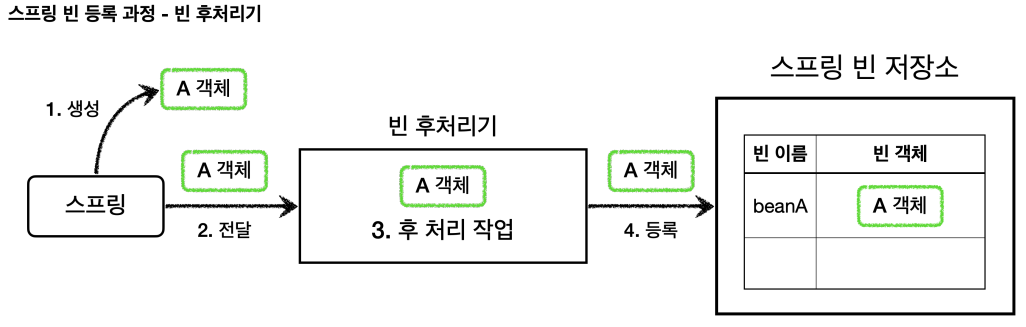 스프링 빈 등록 과정 - 빈 후처리기
스프링 빈 저장소
A 객체
1. 생성
빈 후처리기
A 객체
A 객체
빈 이름
빈 객체
스프링
A 객체
beanA
A 객체
2. 전달
3. 후 처리 작업
4. 등록